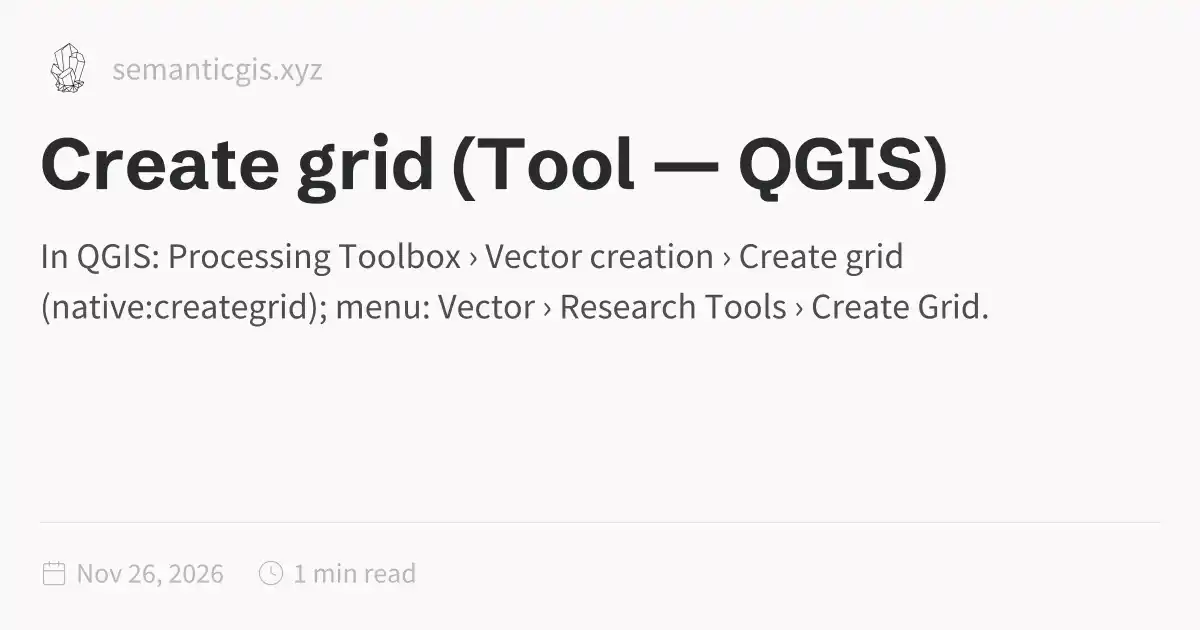 semanticgis.xyz
Create grid (Tool — QGIS)
In QGIS: Processing Toolbox › Vector creation › Create grid
(native:creategrid); menu: Vector › Research Tools › Create Grid.
Nov 26, 2026 1 min read